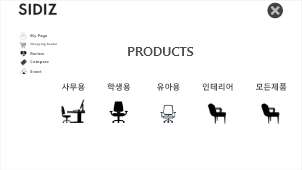 SIDIZ
My Page
Shopping Basket
Review
Compare
Event
PRODUCTS
사무용 학생용 유아용 인테리어 모든제품